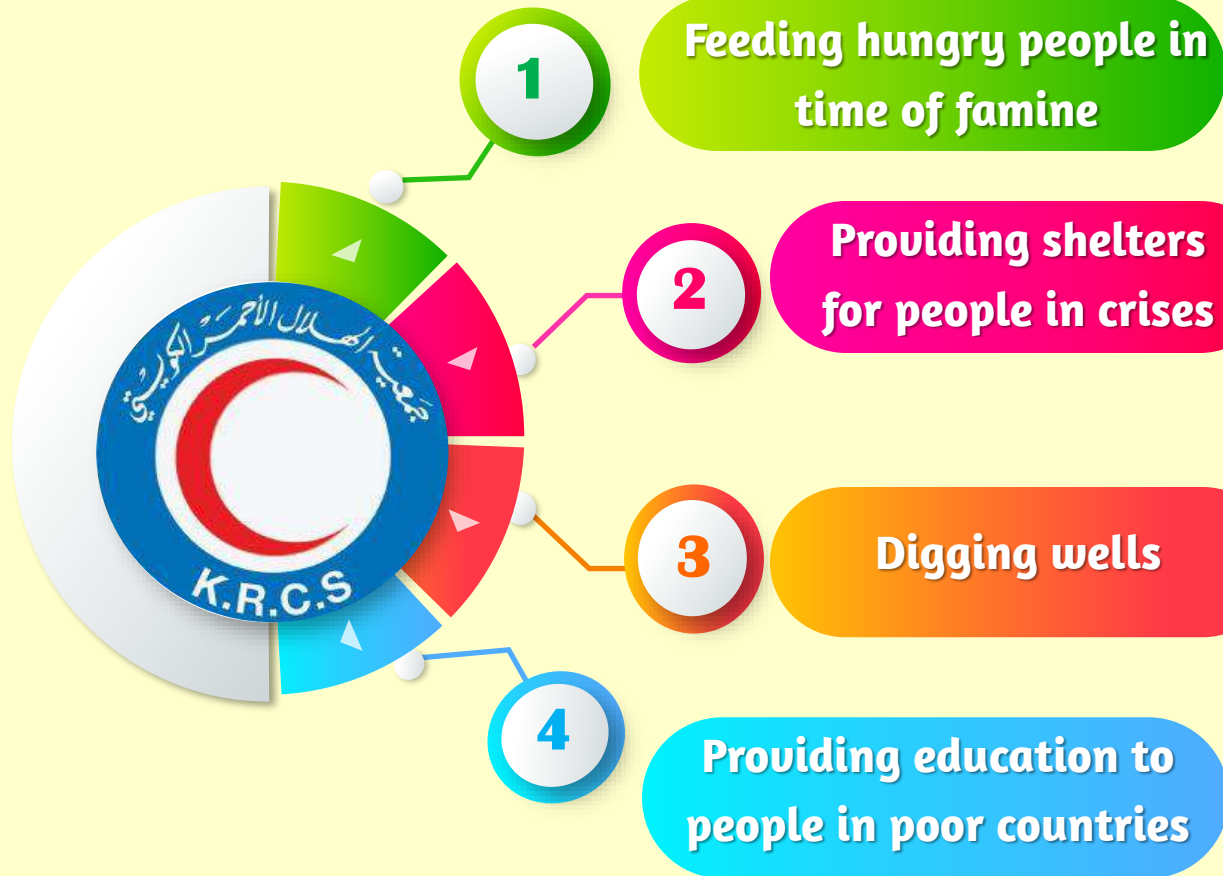 1
Feeding hungry people in
time of famine
2
Providing shelters
for people in crises
جمعية الهلال الأحمر الكويتي
K.R.C.S
3
Digging wells
4
Providing education to
people in poor countries